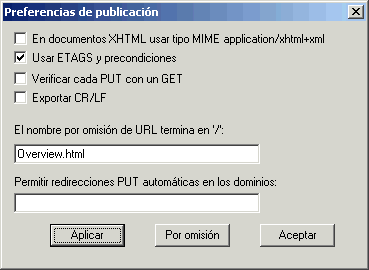 Preferencias de publicación
En documentos XHTML usar tipo MIME application/xhtml+xml
Usar ETAGS y precondiciones
Verificar cada PUT con un GET
Exportar CR/LF
El nombre por omisión de URL termina en '/':
Overview.html
Permitir redirecciones PUT automáticas en los dominios:
Aplicar Por omisión Aceptar